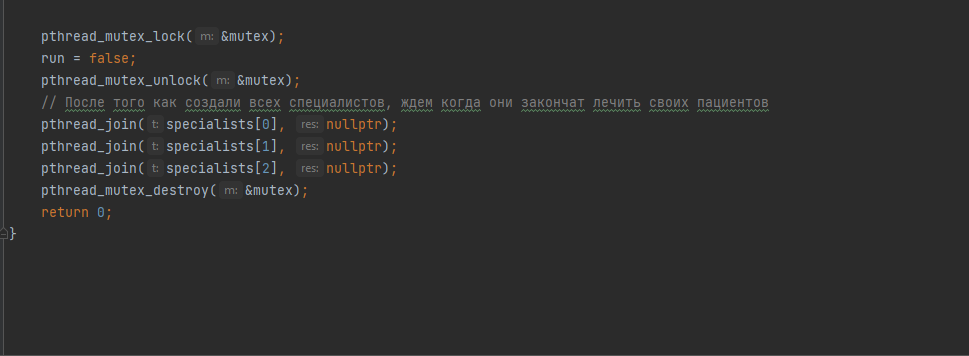 pthread_mutex_lock( m: &mutex);
run = false;
pthread_mutex_unlock( m: &mutex);
// После того как создали всех специалистов, ждем когда они закончат лечить своих пациентов
pthread_join( t: specialists[0], res: nullptr);
pthread_join( t: specialists[1], res: nullptr);
pthread_join( t: specialists[2], res: nullptr);
pthread_mutex_destroy( m: &mutex);
return 0;
}